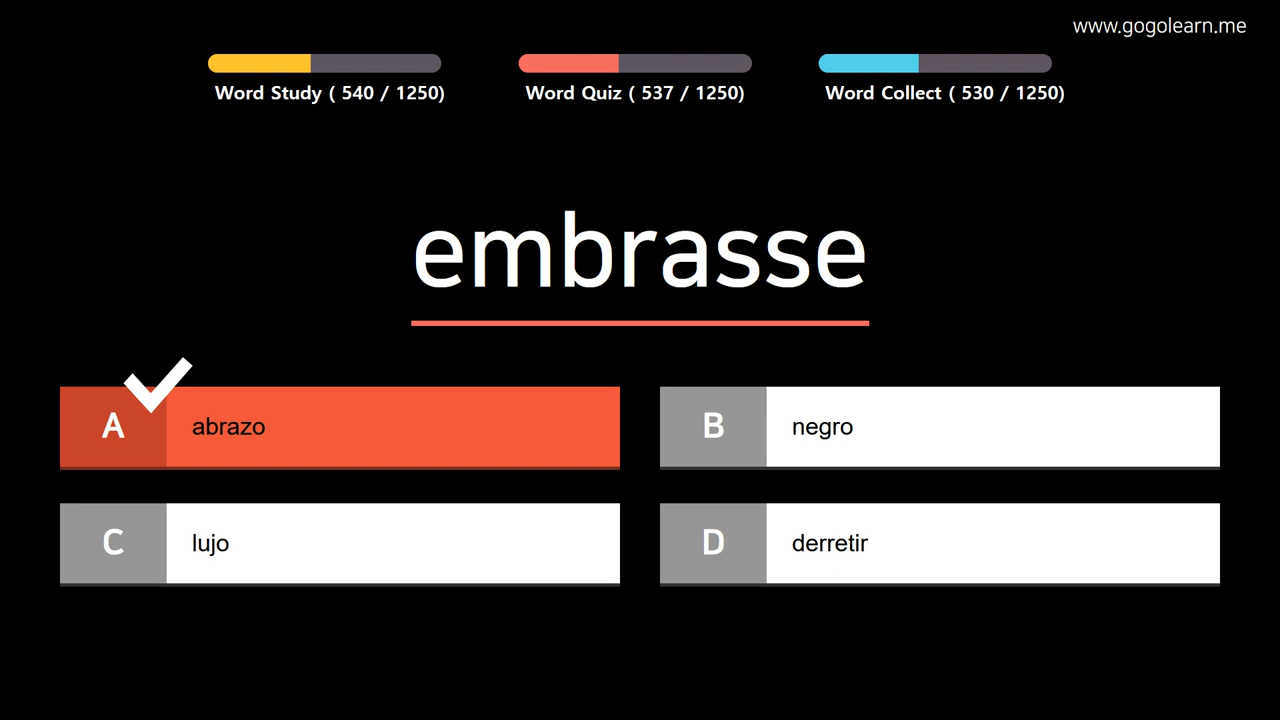 www.gogolearn.me
Word Study ( 540 / 1250)
Word Quiz ( 537 / 1250)
Word Collect ( 530 / 1250)
embrasse
A abrazo
B negro
C lujo
D derretir